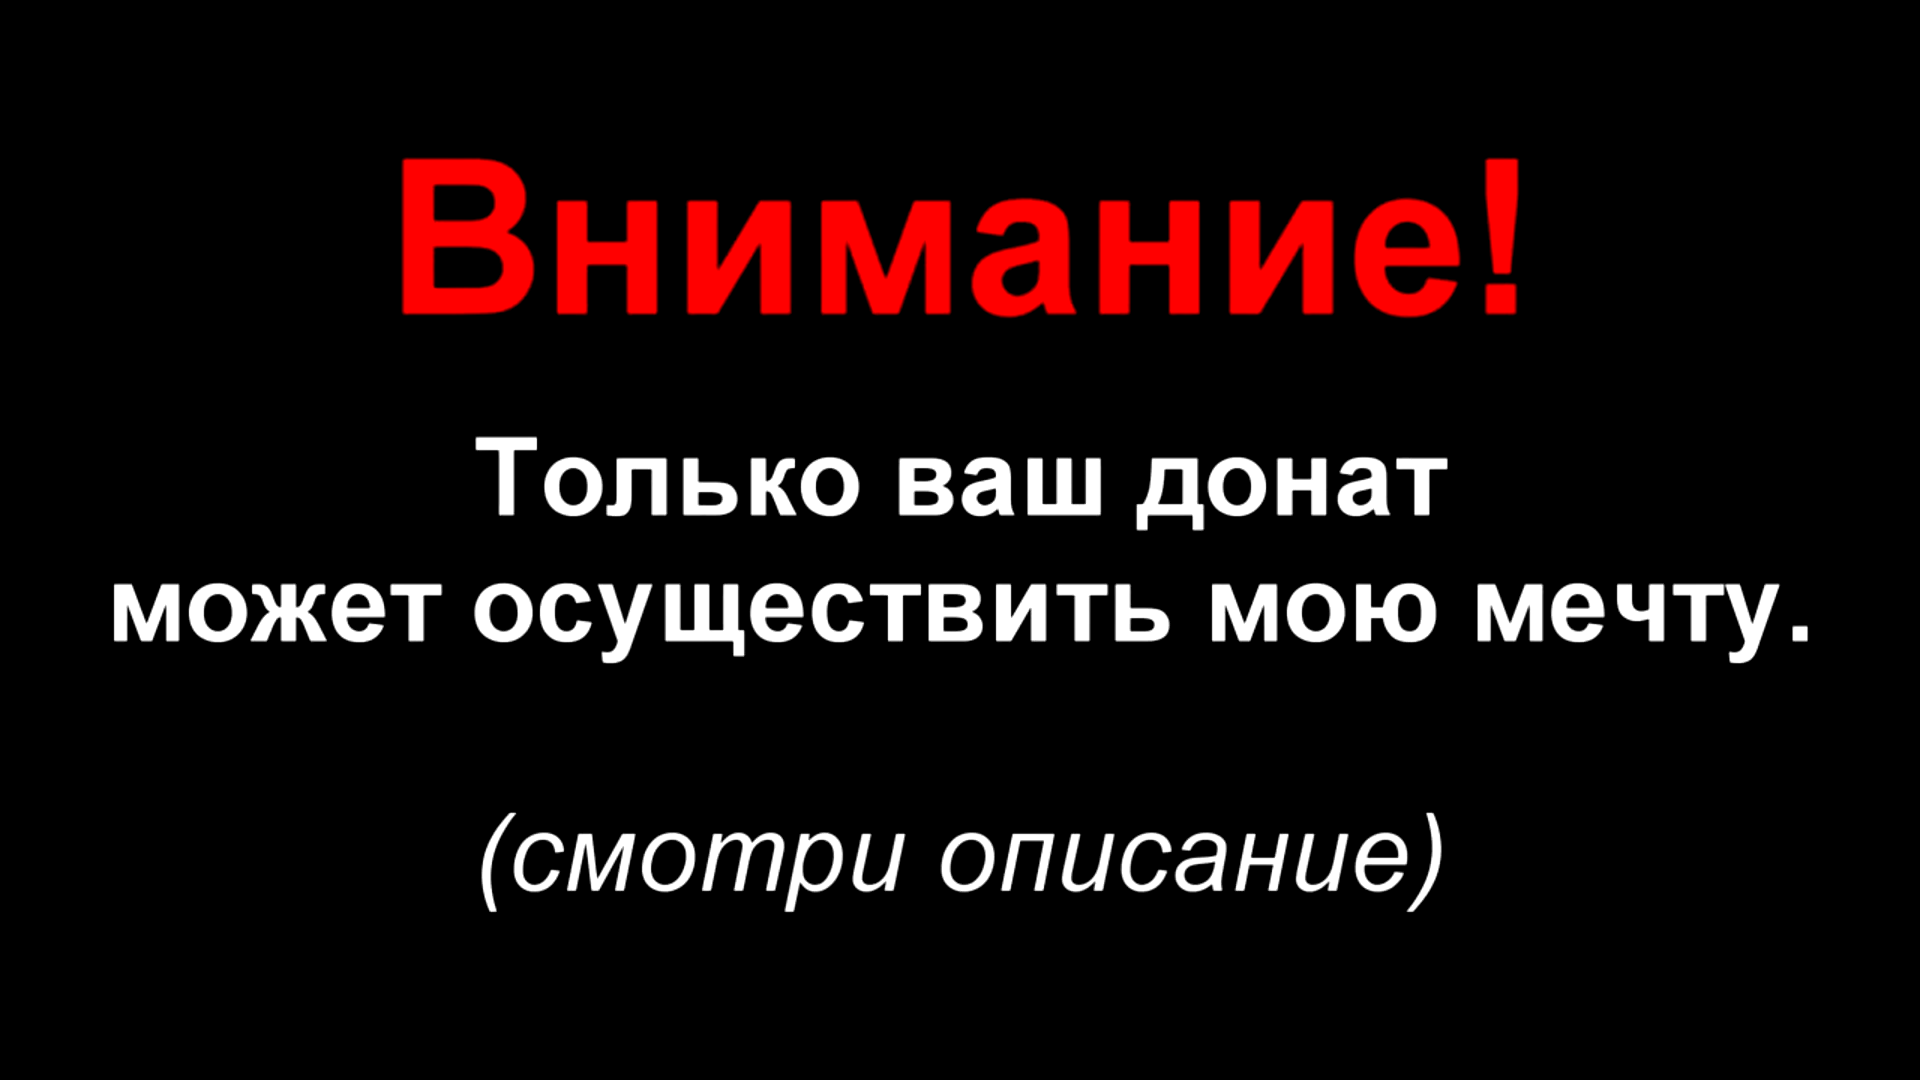 Внимание!
Только ваш донат
может осуществить мою мечту.
(смотри описание)